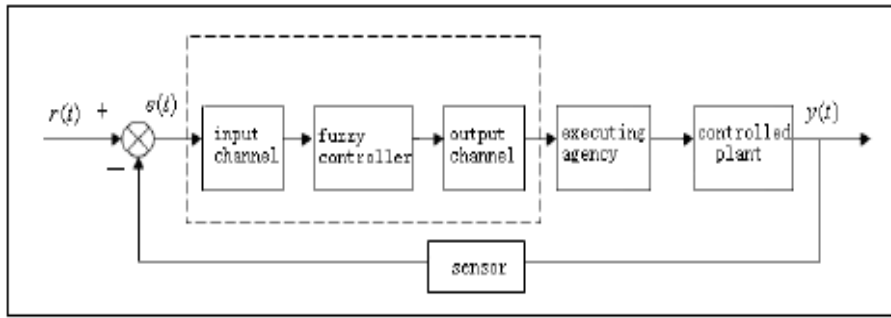 r(t)
+
e(t)
−
input
channel
fuzzy
controller
output
channel
executing
agency
controlled
plant
y(t)
sensor